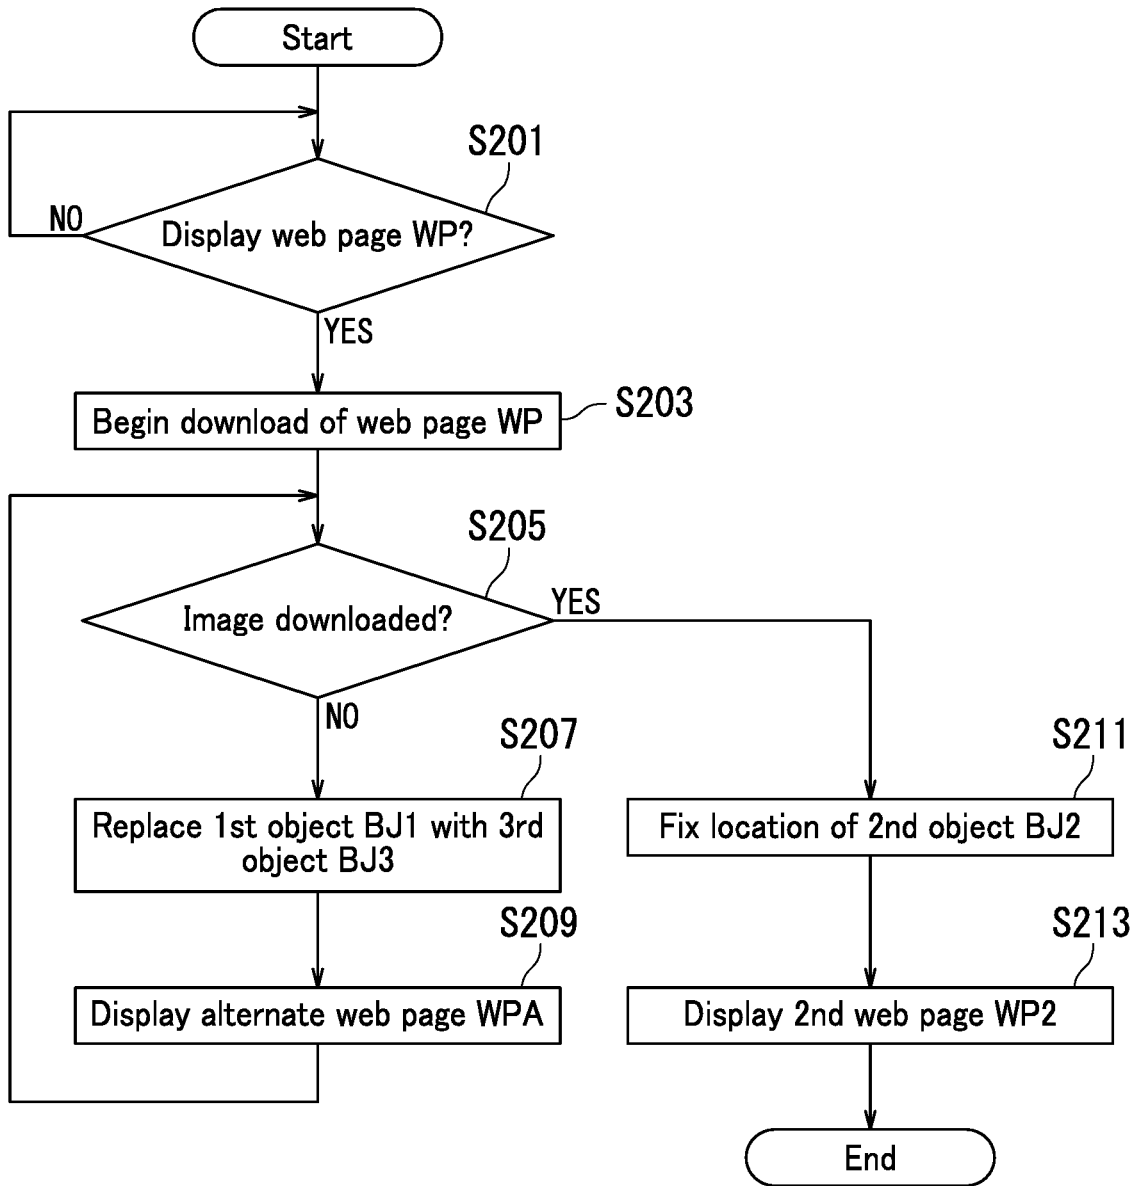 Start
S201
NO
Display web page WP?
YES
Begin download of web page WP
S203
S205
Image downloaded?
YES
NO
S207
Replace 1st object BJ1 with 3rd
object BJ3
S211
Fix location of 2nd object BJ2
S209
Display alternate web page WPA
S213
Display 2nd web page WP2
End